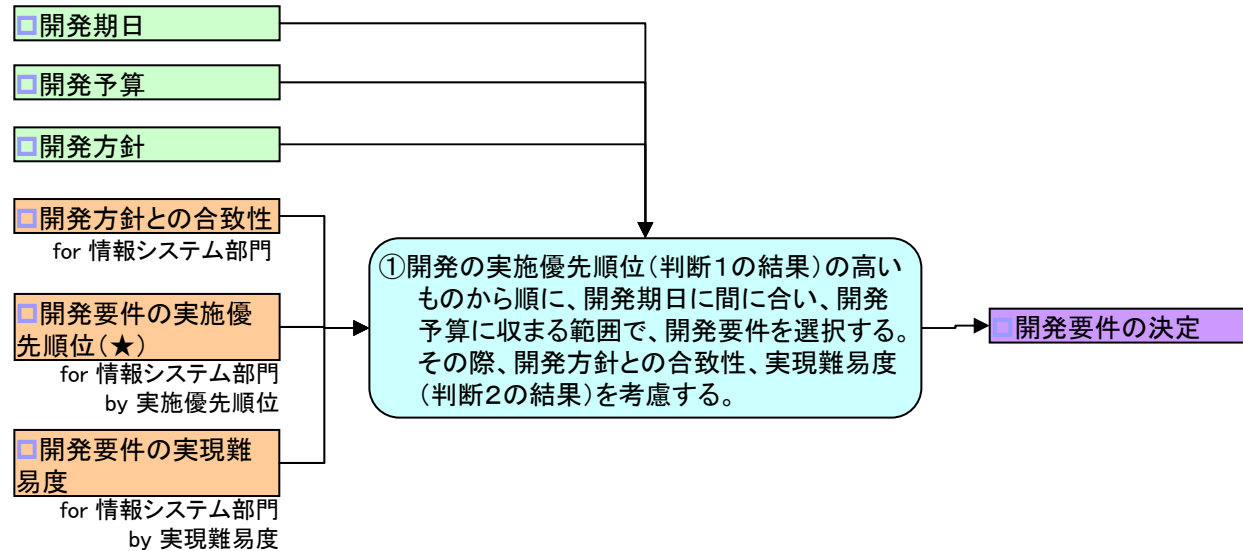 □開発期日
□開発予算
□開発方針
□開発方針との合致性
for 情報システム部門
□開発要件の実施優
先順位(★)
for 情報システム部門
by 実施優先順位
□開発要件の実現難
易度
for 情報システム部門
by 実現難易度
①開発の実施優先順位(判断1の結果)の高い
ものから順に、開発期日に間に合い、開発
予算に収まる範囲で、開発要件を選択する。
その際、開発方針との合致性、実現難易度
(判断2の結果)を考慮する。
□開発要件の決定